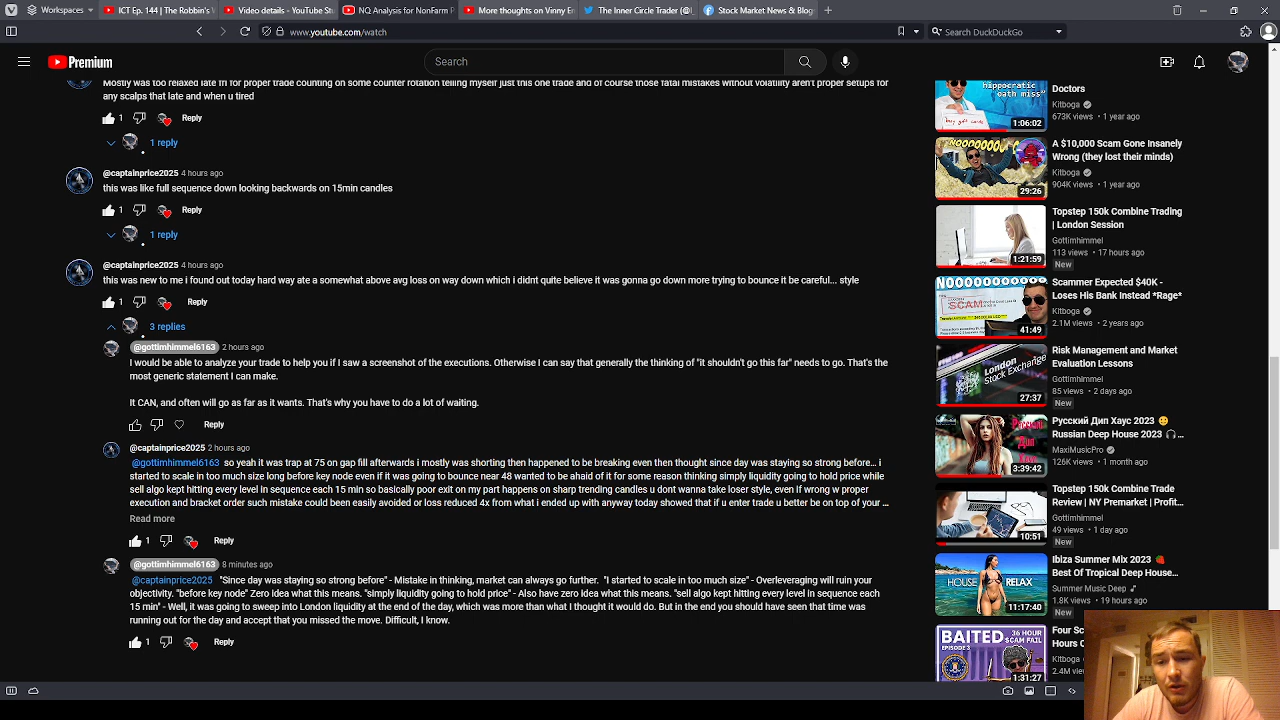 ICT Ep. 144 | The Robbin's
Video details - YouTube St
NQ Analysis for NonFarm P
More thoughts on Vinny E
The Inner Circle Trader (@I
Stock Market News & Blog
Workspaces
www.youtube.com/watch
Search DuckDuckGo
Premium
Search
Mostly was too relaxed late fri for proper trade counting on some counter rotation telling myself just this one trade and of course those fatal mistakes without volatility aren't proper setups for
any scalps that late and when u tired
1
Reply
1 reply
@captainprice2025 4 hours ago
this was like full sequence down looking backwards on 15min candles
1
Reply
1 reply
@captainprice2025 4 hours ago
this was new to me i found out today hard way ate a somewhat above avg loss on way down which i didnt quite believe it was gonna go down more trying to bounce it be careful... style
1
Reply
3 replies
@gottimhimmel6163 2 hours ago
I would be able to analyze your trade to help you if I saw a screenshot of the executions. Otherwise I can say that generally the thinking of "it shouldn't go this far" needs to go. That's the
most generic statement I can make.
It CAN, and often will go as far as it wants. That's why you have to do a lot of waiting.
Reply
@captainprice2025 2 hours ago
@gottimhimmel6163 so yeah it was trap at 75ish gap fill afterwards i mostly was shorting then happened to be breaking even then thought since day was staying so strong before... i
started to scale in too much size long before key node even if it was going to bounce near 48 wanted to be afraid of it for some reason thinking simply liquidity going to hold price while
sell algo kept hitting every level in sequence each 15 min so basically poor exit on my part happens on sharp trending candles u dont wanna take loser style, even if wrong w proper
execution and bracket order such mistake could been easily avoided or loss reduced 4x from what i ended up with anyway today showed that if u enter trade u better be on top of your ...
Read more
1
Reply
@gottimhimmel6163 8 minutes ago
@captainprice2025 "Since day was staying so strong before" - Mistake in thinking, market can always go further. "I started to scale in too much size" - Overleveraging will ruin your
objectivity. "before key node" - Zero idea what this means. "simply liquidity going to hold price" - Also have zero idea what this means. "sell algo kept hitting every level in sequence each
15 min" - Well, it was going to sweep into London liquidity at the end of the day, which was more than what I thought it would do. But in the end you should have considered that time was
running out for the day and accept that you missed the move. Difficult, I know.
1
Reply
hippocratic
oath miss"
1:06:02
Doctors
Kitboga
673K views • 1 year ago
29:26
A $10,000 Scam Gone Insanely
Wrong (they lost their minds)
Kitboga
904K views • 1 year ago
1:21:59
Topstep 150k Combine Trading
| London Session
Gottimhimmel
113 views • 17 hours ago
New
SCAM
41:49
Scammer Expected $40K -
Loses His Bank Instead *Rage*
Kitboga
2.1M views • 2 years ago
London
Stock Exchange
27:37
Risk Management and Market
Evaluation Lessons
Gottimhimmel
85 views • 2 days ago
New
Русский
Дип
3:39:42
Русский Дип Хаус 2023
Russian Deep House 2023 ...
MaxiMusicPro
126K views • 1 month ago
10:51
Topstep 150k Combine Trade
Review | NY Premarket | Profit...
Gottimhimmel
49 views • 1 day ago
New
HOUSE RELAX
11:17:40
Ibiza Summer Mix 2023
Best Of Tropical Deep House...
Summer Music Deep
1.8K views • 19 hours ago
New
BAITED
36 HOUR
$CAM FAIL
EPISODE 3
1:31:27
Four Sc
Hours C
Kitbog
2.4M v